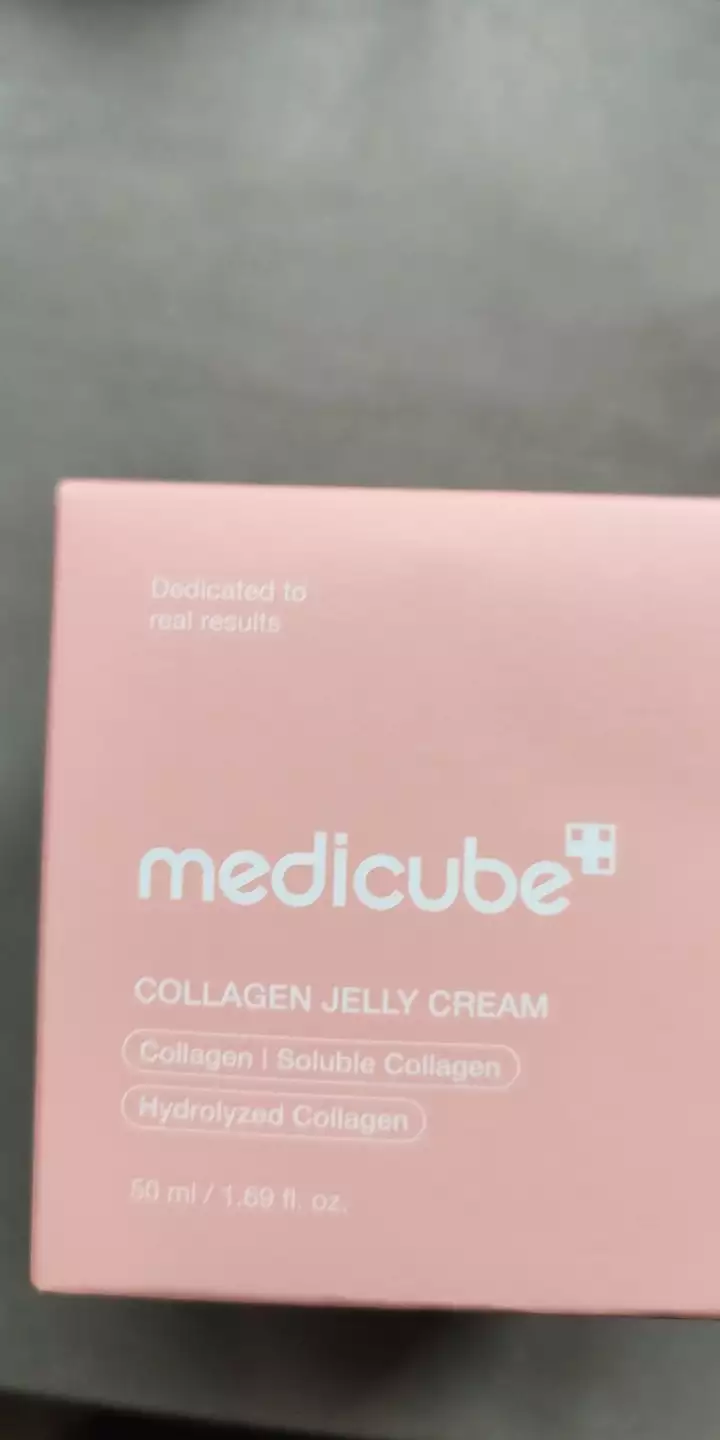 Dedicated to
real results
medicube
COLLAGEN JELLY CREAM
Collagen | Soluble Collagen
Hydrolyzed Collagen
50 ml / 1.69 fl. oz.